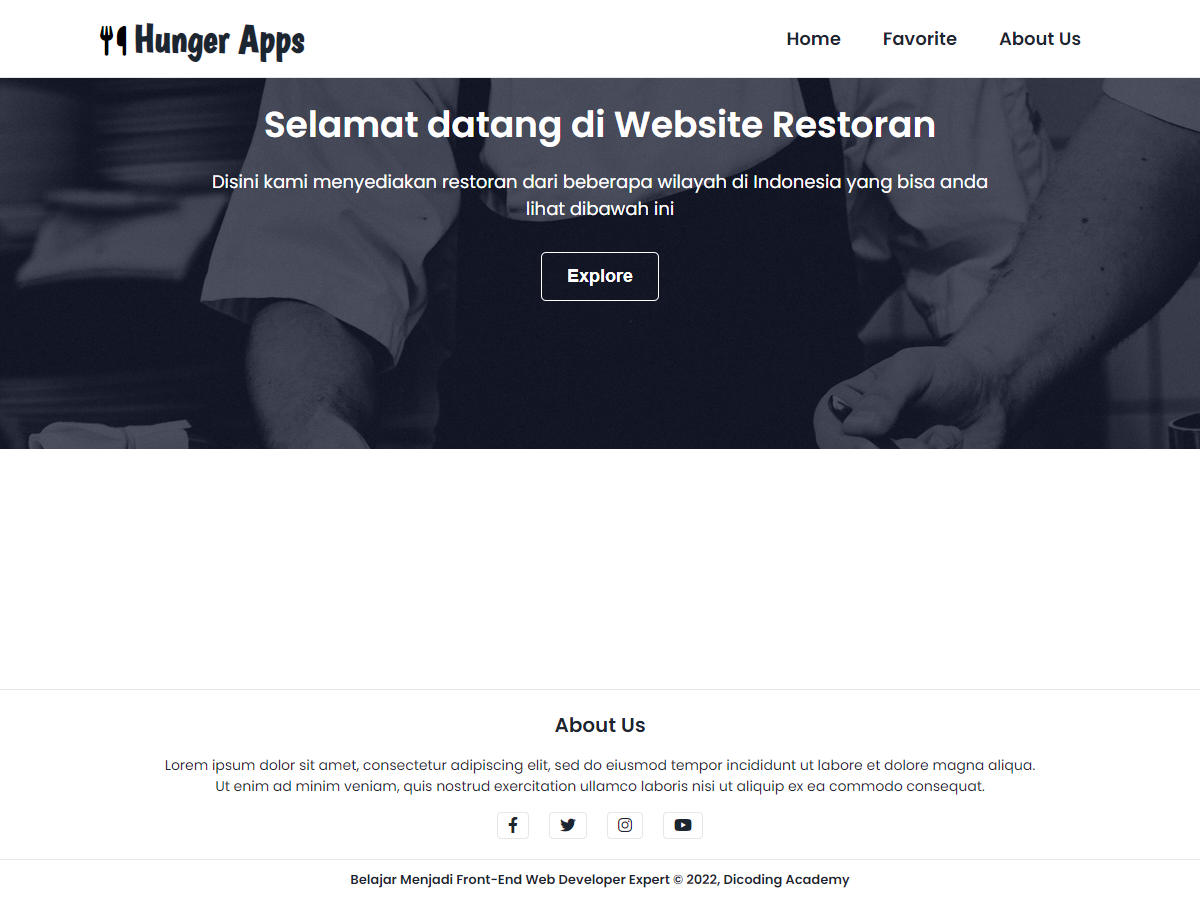 Hunger Apps
Home
Favorite
About Us
Selamat datang di Website Restoran
Disini kami menyediakan restoran dari beberapa wilayah di Indonesia yang bisa anda
lihat dibawah ini
Explore
About Us
Lorem ipsum dolor sit amet, consectetur adipiscing elit, sed do eiusmod tempor incididunt ut labore et dolore magna aliqua.
Ut enim ad minim veniam, quis nostrud exercitation ullamco laboris nisi ut aliquip ex ea commodo consequat.
Belajar Menjadi Front-End Web Developer Expert © 2022, Dicoding Academy